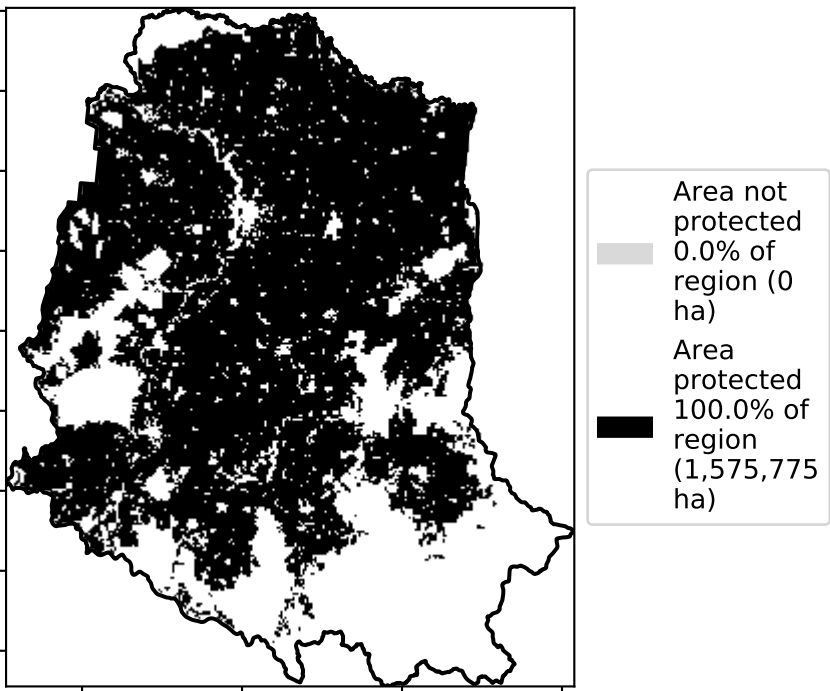 Area not
protected
0.0% of
region (0
ha)
Area
protected
100.0% of
region
(1,575,775
ha)